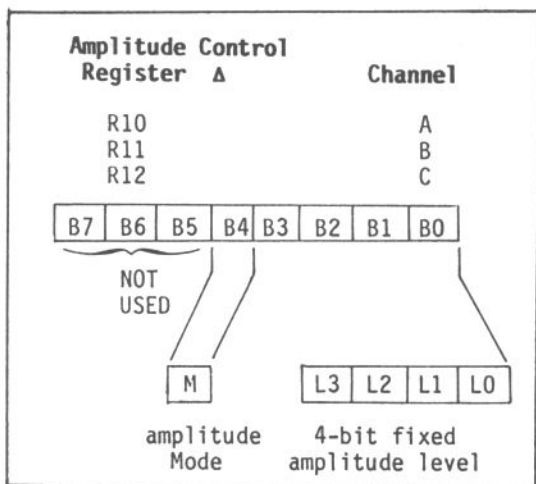 Amplitude Control
Register Δ Channel
R10 A
R11 B
R12 C
B7 B6 B5 B4 B3 B2 B1 B0
NOT
USED
M L3 L2 L1 L0
amplitude 4-bit fixed
Mode amplitude level